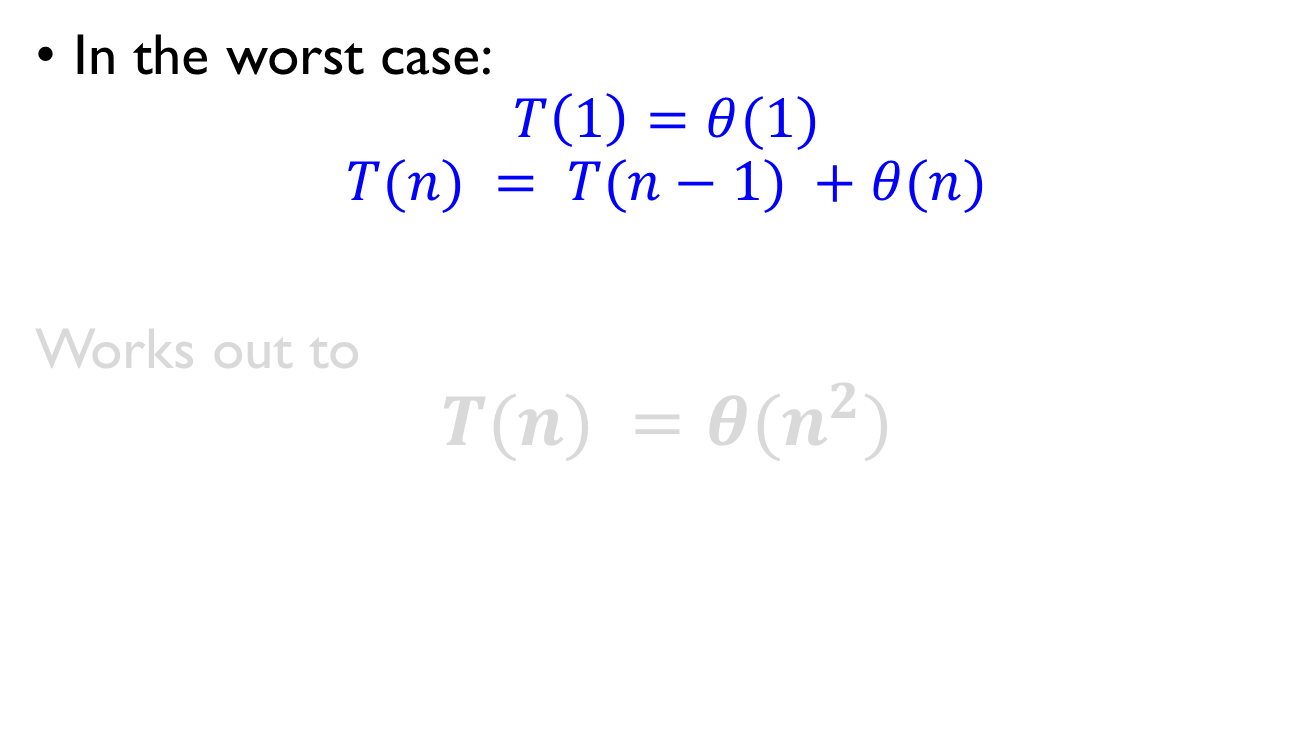 • In the worst case:
T(1) = θ(1)
T(n) = T(n − 1) + θ(n)
Works out to
T(n) = θ(n²)